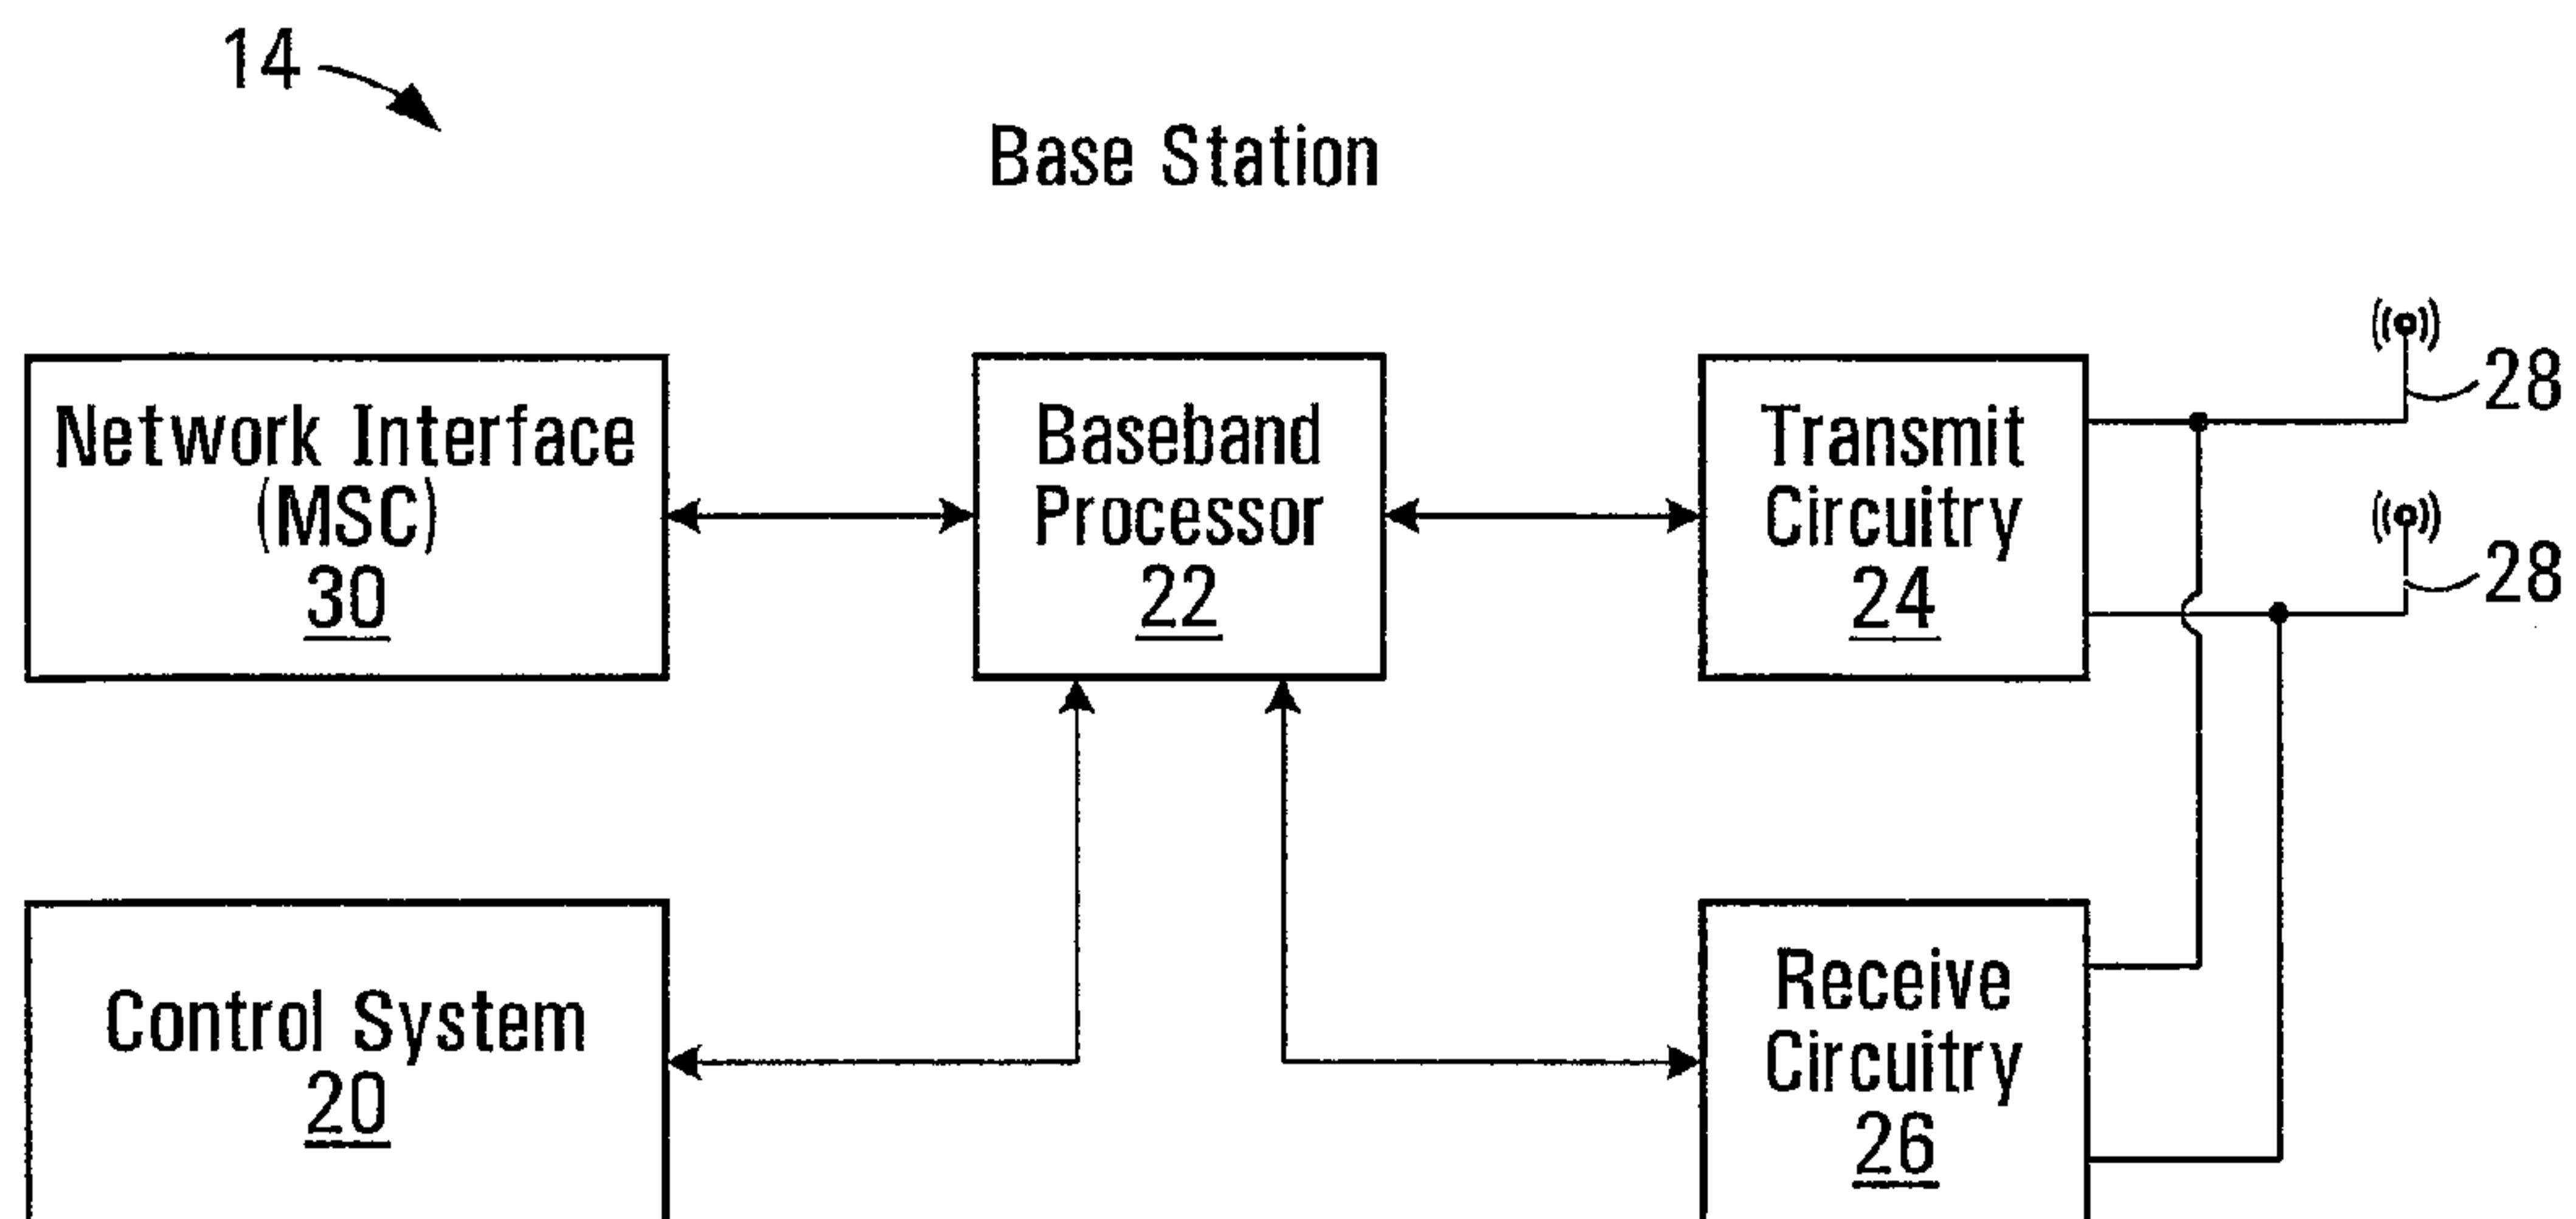 14
Base Station
Network Interface
(MSC)
30
Baseband
Processor
22
Transmit
Circuitry
24
28
28
Control System
20
Receive
Circuitry
26